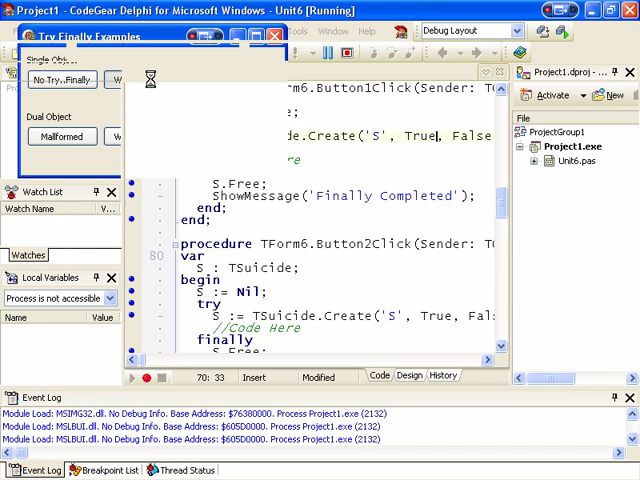 Project1 - CodeGear Delphi for Microsoft Windows - Unit6 [Running]
Try Finally Examples
Tools
Window
Help
Debug Layout
Single Object
No Try..Finally
Dual Object
Mallformed
Project1.dproj - Proj...
Activate
New
File
ProjectGroup1
Project1.exe
Unit6.pas
rm6.Button1Click(Sender: TF
e;
de.Create('S', True, False
re
S.Free;
ShowMessage('Finally Completed');
end;
end;
procedure TForm6.Button2Click(Sender: TF
80 var
S : TSuicide;
begin
S := Nil;
try
S := TSuicide.Create('S', True, Fal
//Code Here
finally
S.Free;
Watch List
Watch Name
V...
Watches
Local Variables
Process is not accessible
Name
Value
70: 33
Insert
Modified
Code
Design
History
Event Log
Module Load: MSIMG32.dll. No Debug Info. Base Address: $76380000. Process Project1.exe (2132)
Module Load: MSLBUI.dll. No Debug Info. Base Address: $605D0000. Process Project1.exe (2132)
Module Load: MSLBUI.dll. No Debug Info. Base Address: $605D0000. Process Project1.exe (2132)
Event Log
Breakpoint List
Thread Status